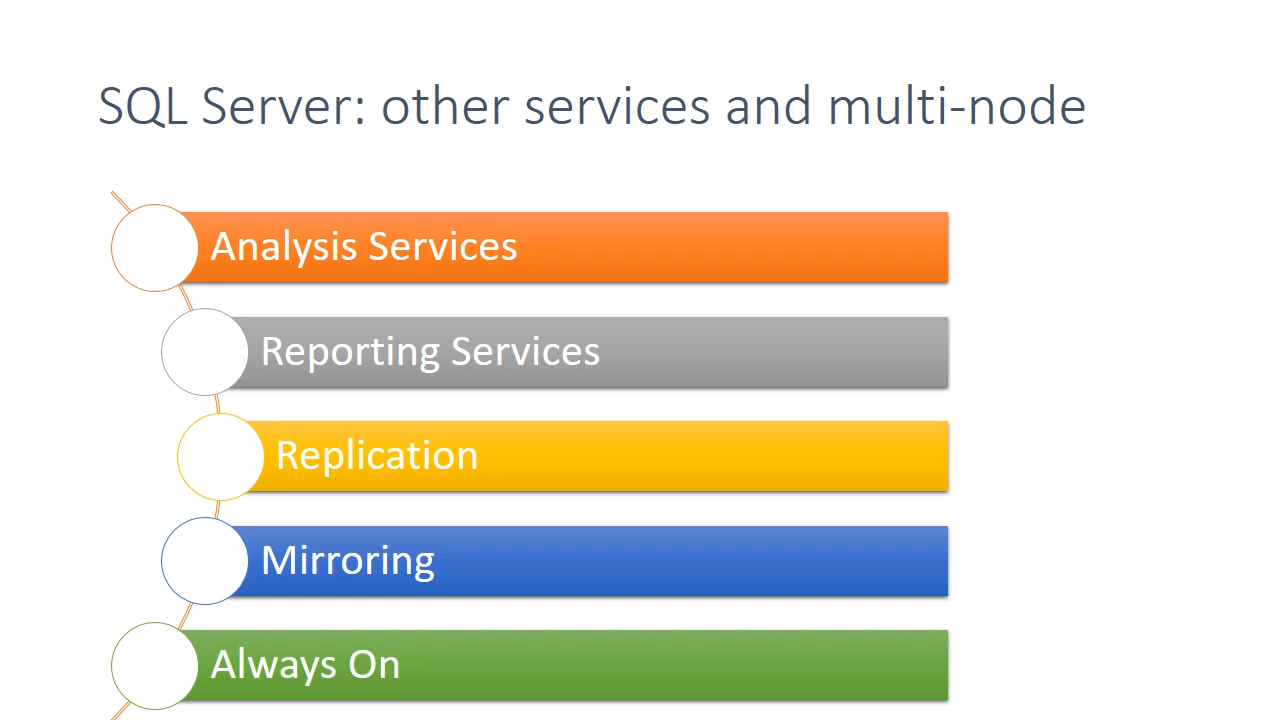 SQL Server: other services and multi-node
Analysis Services
Reporting Services
Replication
Mirroring
Always On